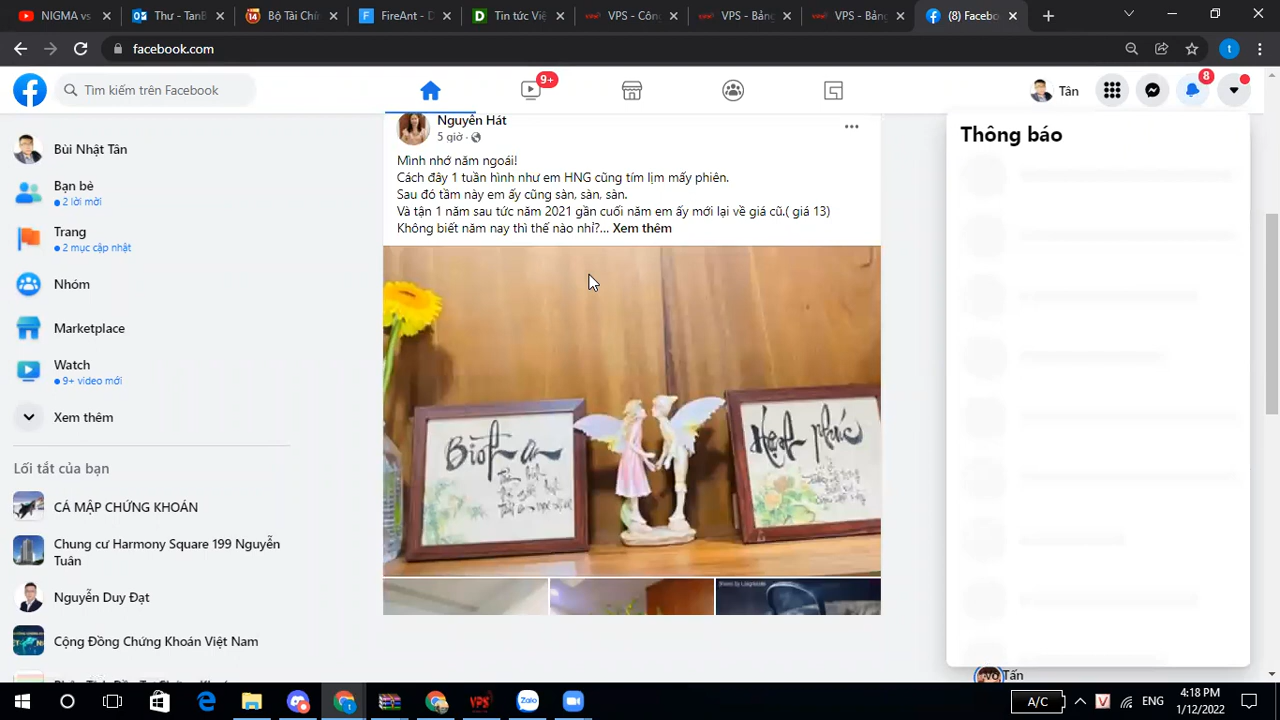 NIGMA vs
Thư - TanB
Bộ Tài Chí
FireAnt - D
Tin tức Việ
VPS - Công
VPS - Bảng
VPS - Bảng
(8) Facebo
facebook.com
t
Tìm kiếm trên Facebook
9+
Tân
8
Bùi Nhật Tân
Bạn bè
2 lời mời
Trang
2 mục cập nhật
Nhóm
Marketplace
Watch
9+ video mới
Xem thêm
Lối tắt của bạn
CÁ MẬP CHỨNG KHOÁN
Chung cư Harmony Square 199 Nguyễn
Tuân
Nguyễn Duy Đạt
Cộng Đồng Chứng Khoán Việt Nam
Nguyên Hát
5 giờ ·
Mình nhớ năm ngoái!
Cách đây 1 tuần hình như em HNG cũng tím lịm mấy phiên.
Sau đó tầm này em ấy cũng sàn, sàn, sàn.
Và tận 1 năm sau tức năm 2021 gần cuối năm em ấy mới lại về giá cũ.( giá 13)
Không biết năm nay thì thế nào nhỉ?... Xem thêm
Hạnh phúc
Thông báo
Tấn
VPS
Zalo
A/C
V
ENG
4:18 PM
1/12/2022